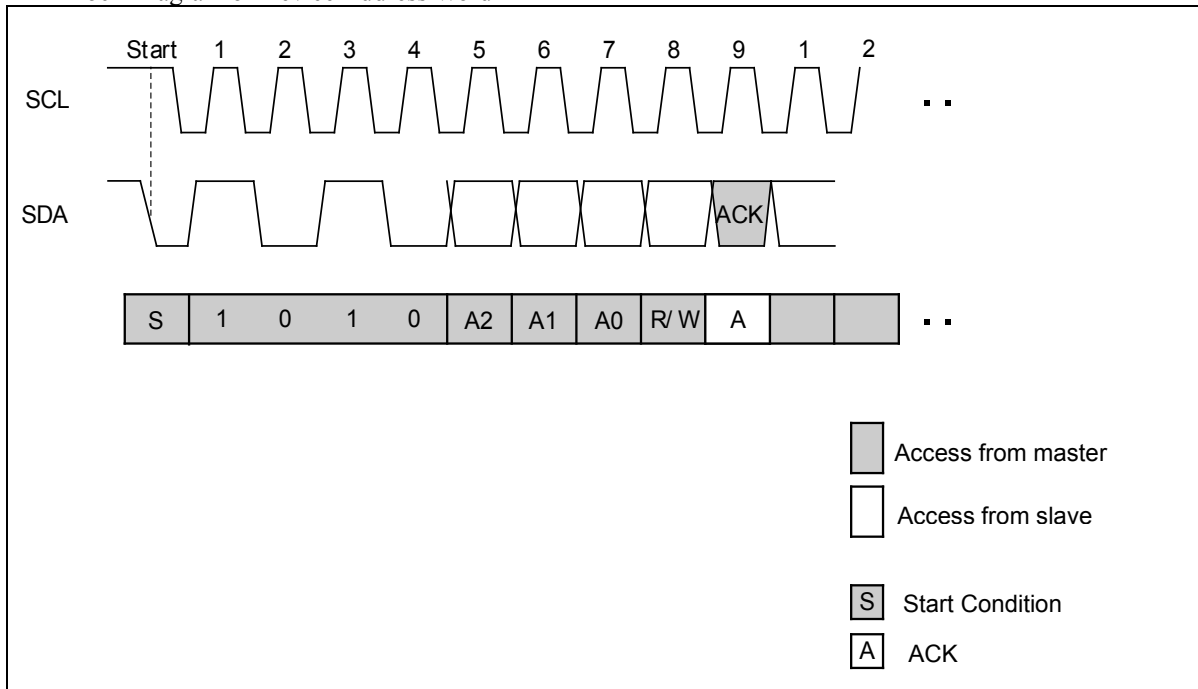 Start 1 2 3 4 5 6 7 8 9 1 2
SCL
SDA
ACK
S 1 0 1 0 A2 A1 A0 R/ W A
Access from master
Access from slave
S Start Condition
A ACK